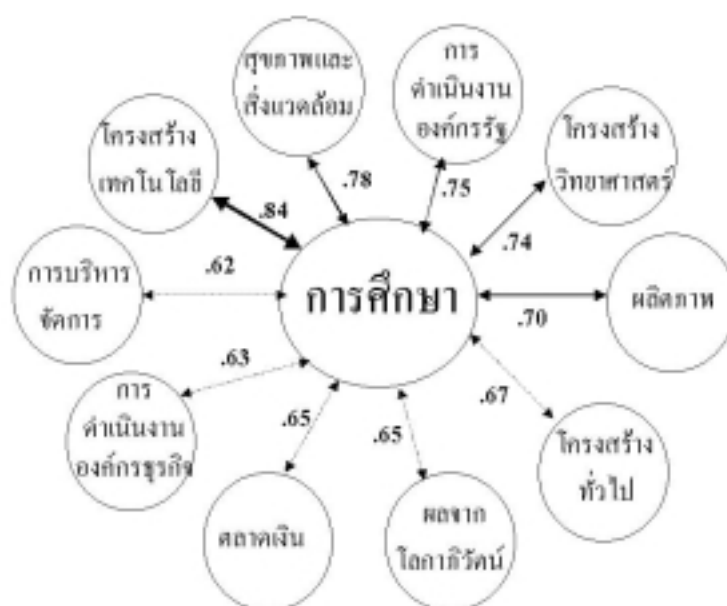 สุขภาพและ
สิ่งแวดล้อม
การ
ดำเนินงาน
องค์กรรัฐ
โครงสร้าง
เทคโนโลยี
โครงสร้าง
วิทยาศาสตร์
.78
.75
.84
.74
.62
การบริหาร
จัดการ
การศึกษา
ผลิตภาพ
.70
.63
การ
ดำเนินงาน
องค์กรธุรกิจ
.67
.65
.65
โครงสร้าง
ทั่วไป
ตลาดเงิน
ผลจาก
โลกาภิวัตน์